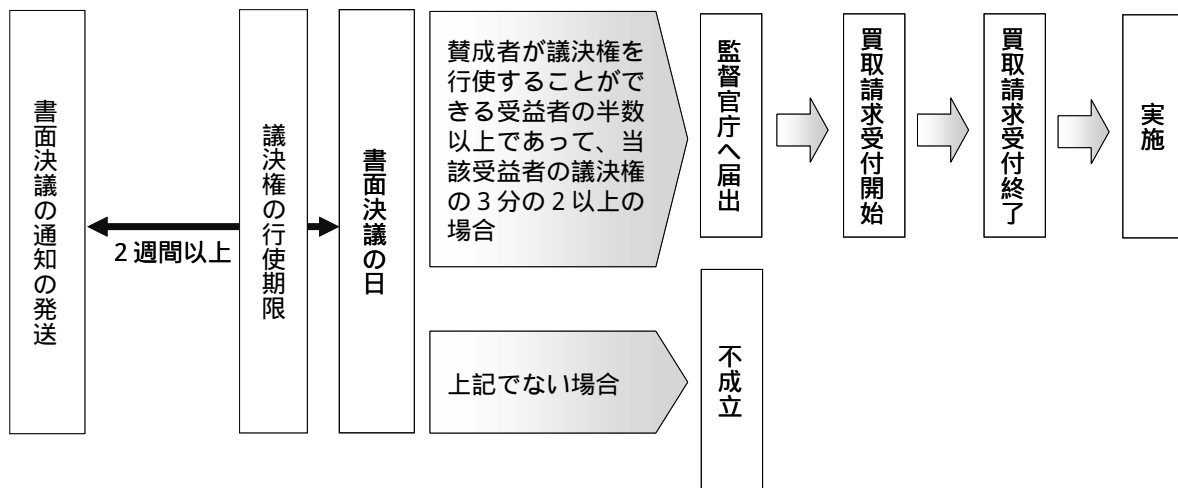 書面決議の通知の発送
2週間以上
議決権の行使期限
書面決議の日
賛成者が議決権を
行使することがで
きる受益者の半数
以上であって、当
該受益者の議決権
の3分の2以上の
場合
監督官庁へ届出
買取請求受付開始
買取請求受付終了
実施
上記でない場合
不成立